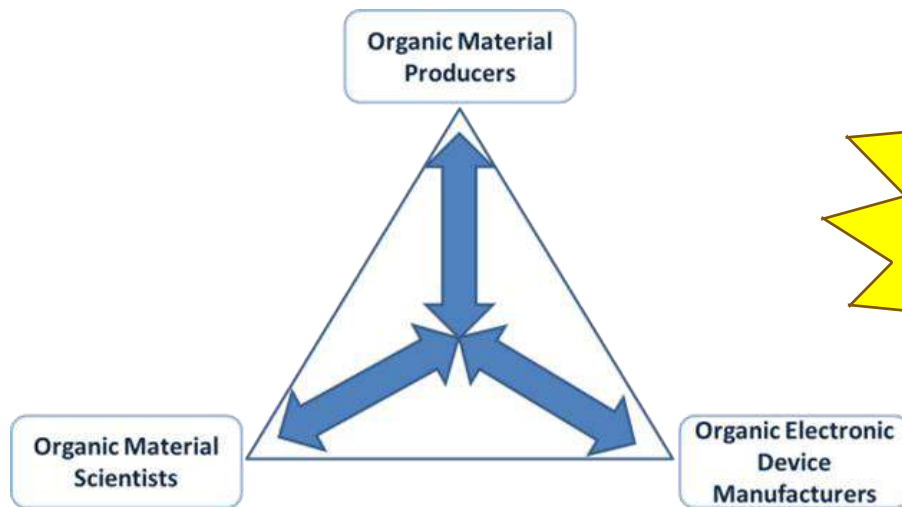 Organic Material
Producers
Organic Material
Scientists
Organic Electronic
Device
Manufacturers